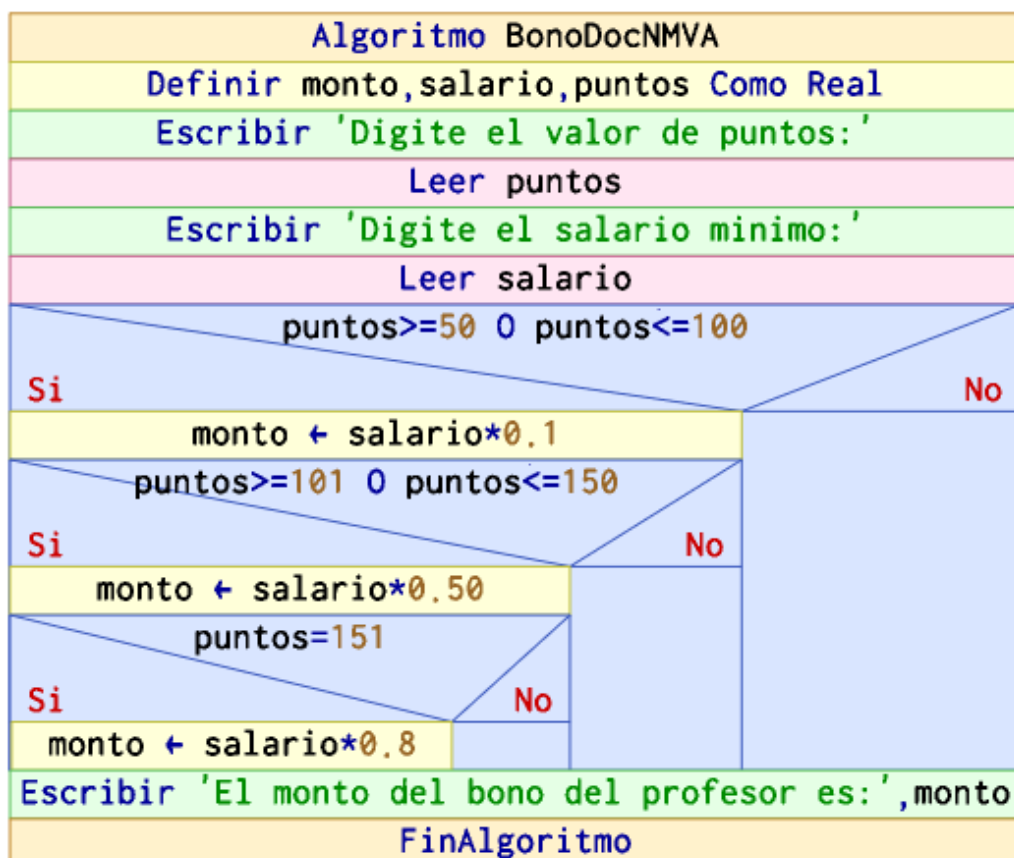 Algoritmo BonoDocNMVA
Definir monto,salario,puntos Como Real
Escribir 'Digite el valor de puntos:'
Leer puntos
Escribir 'Digite el salario minimo:'
Leer salario
puntos>=50 O puntos<=100
Si No
monto ← salario*0.1
puntos>=101 O puntos<=150
Si No
monto ← salario*0.50
puntos=151
Si No
monto ← salario*0.8
Escribir 'El monto del bono del profesor es:',monto
FinAlgoritmo